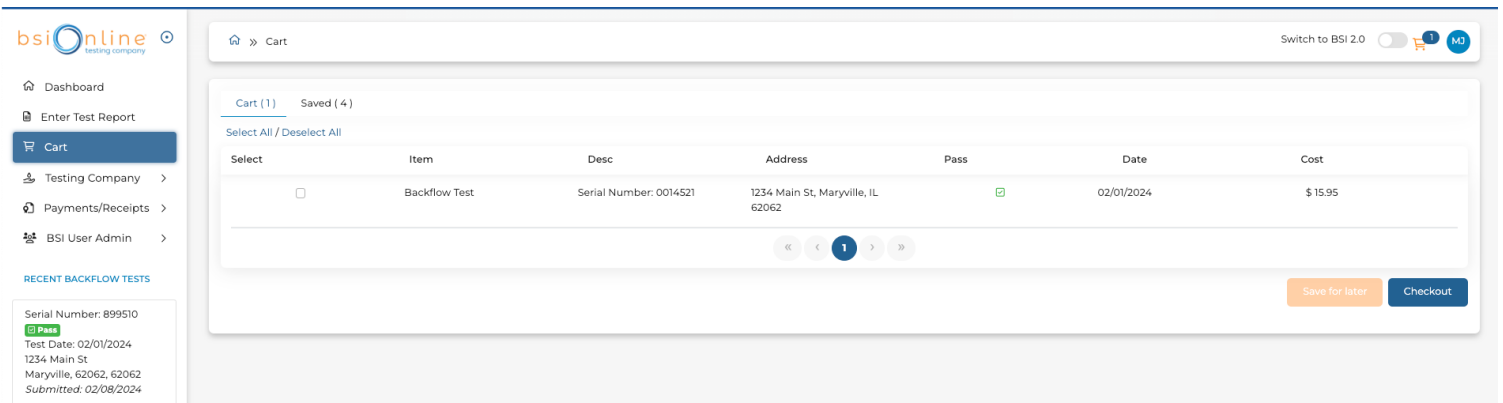 bsiOnline
testing company
Dashboard
Enter Test Report
Cart
Testing Company
Payments/Receipts
BSI User Admin
RECENT BACKFLOW TESTS
Serial Number: 899510
Pass
Test Date: 02/01/2024
1234 Main St
Maryville, 62062, 62062
Submitted: 02/08/2024
» Cart
Switch to BSI 2.0 1 MJ
Cart ( 1 ) Saved ( 4 )
Select All / Deselect All
Select Item Desc Address Pass Date Cost
Backflow Test Serial Number: 0014521 1234 Main St, Maryville, IL 02/01/2024 $ 15.95
62062
« ‹ 1 › »
Save for later Checkout